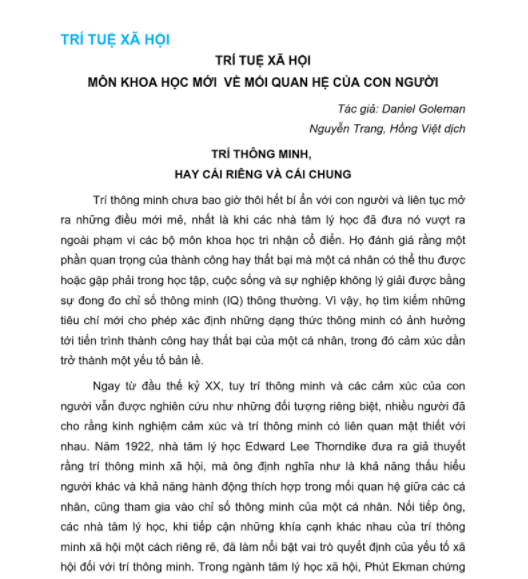 TRÍ TUỆ XÃ HỘI
TRÍ TUỆ XÃ HỘI
MÔN KHOA HỌC MỚI VỀ MỐI QUAN HỆ CỦA CON NGƯỜI
Tác giả: Daniel Goleman
Nguyễn Trang, Hồng Việt dịch
TRÍ THÔNG MINH,
HAY CÁI RIÊNG VÀ CÁI CHUNG
Trí thông minh chưa bao giờ thôi hết bí ẩn với con người và liên tục mở
ra những điều mới mẻ, nhất là khi các nhà tâm lý học đã đưa nó vượt ra
ngoài phạm vi các bộ môn khoa học tri nhận cổ điển. Họ đánh giá rằng một
phần quan trọng của thành công hay thất bại mà một cá nhân có thể thu được
hoặc gặp phải trong học tập, cuộc sống và sự nghiệp không lý giải được bằng
sự đong đo chỉ số thông minh (IQ) thông thường. Vì vậy, họ tìm kiếm những
tiêu chí mới cho phép xác định những dạng thức thông minh có ảnh hưởng
tới tiến trình thành công hay thất bại của một cá nhân, trong đó cảm xúc dần
trở thành một yếu tố bản lề.
Ngay từ đầu thế kỷ XX, tuy trí thông minh và các cảm xúc của con
người vẫn được nghiên cứu như những đối tượng riêng biệt, nhiều người đã
cho rằng kinh nghiệm cảm xúc và trí thông minh có liên quan mật thiết với
nhau. Năm 1922, nhà tâm lý học Edward Lee Thorndike đưa ra giả thuyết
rằng trí thông minh xã hội, mà ông định nghĩa như là khả năng thấu hiểu
người khác và khả năng hành động thích hợp trong mối quan hệ giữa các cá
nhân, cũng tham gia vào chỉ số thông minh của một cá nhân. Nối tiếp ông,
các nhà tâm lý học, khi tiếp cận những khía cạnh khác nhau của trí thông
minh xã hội một cách riêng rẽ, đã làm nổi bật vai trò quyết định của yếu tố xã
hội đối với trí thông minh. Trong ngành tâm lý học xã hội, Phút Ekman chứng